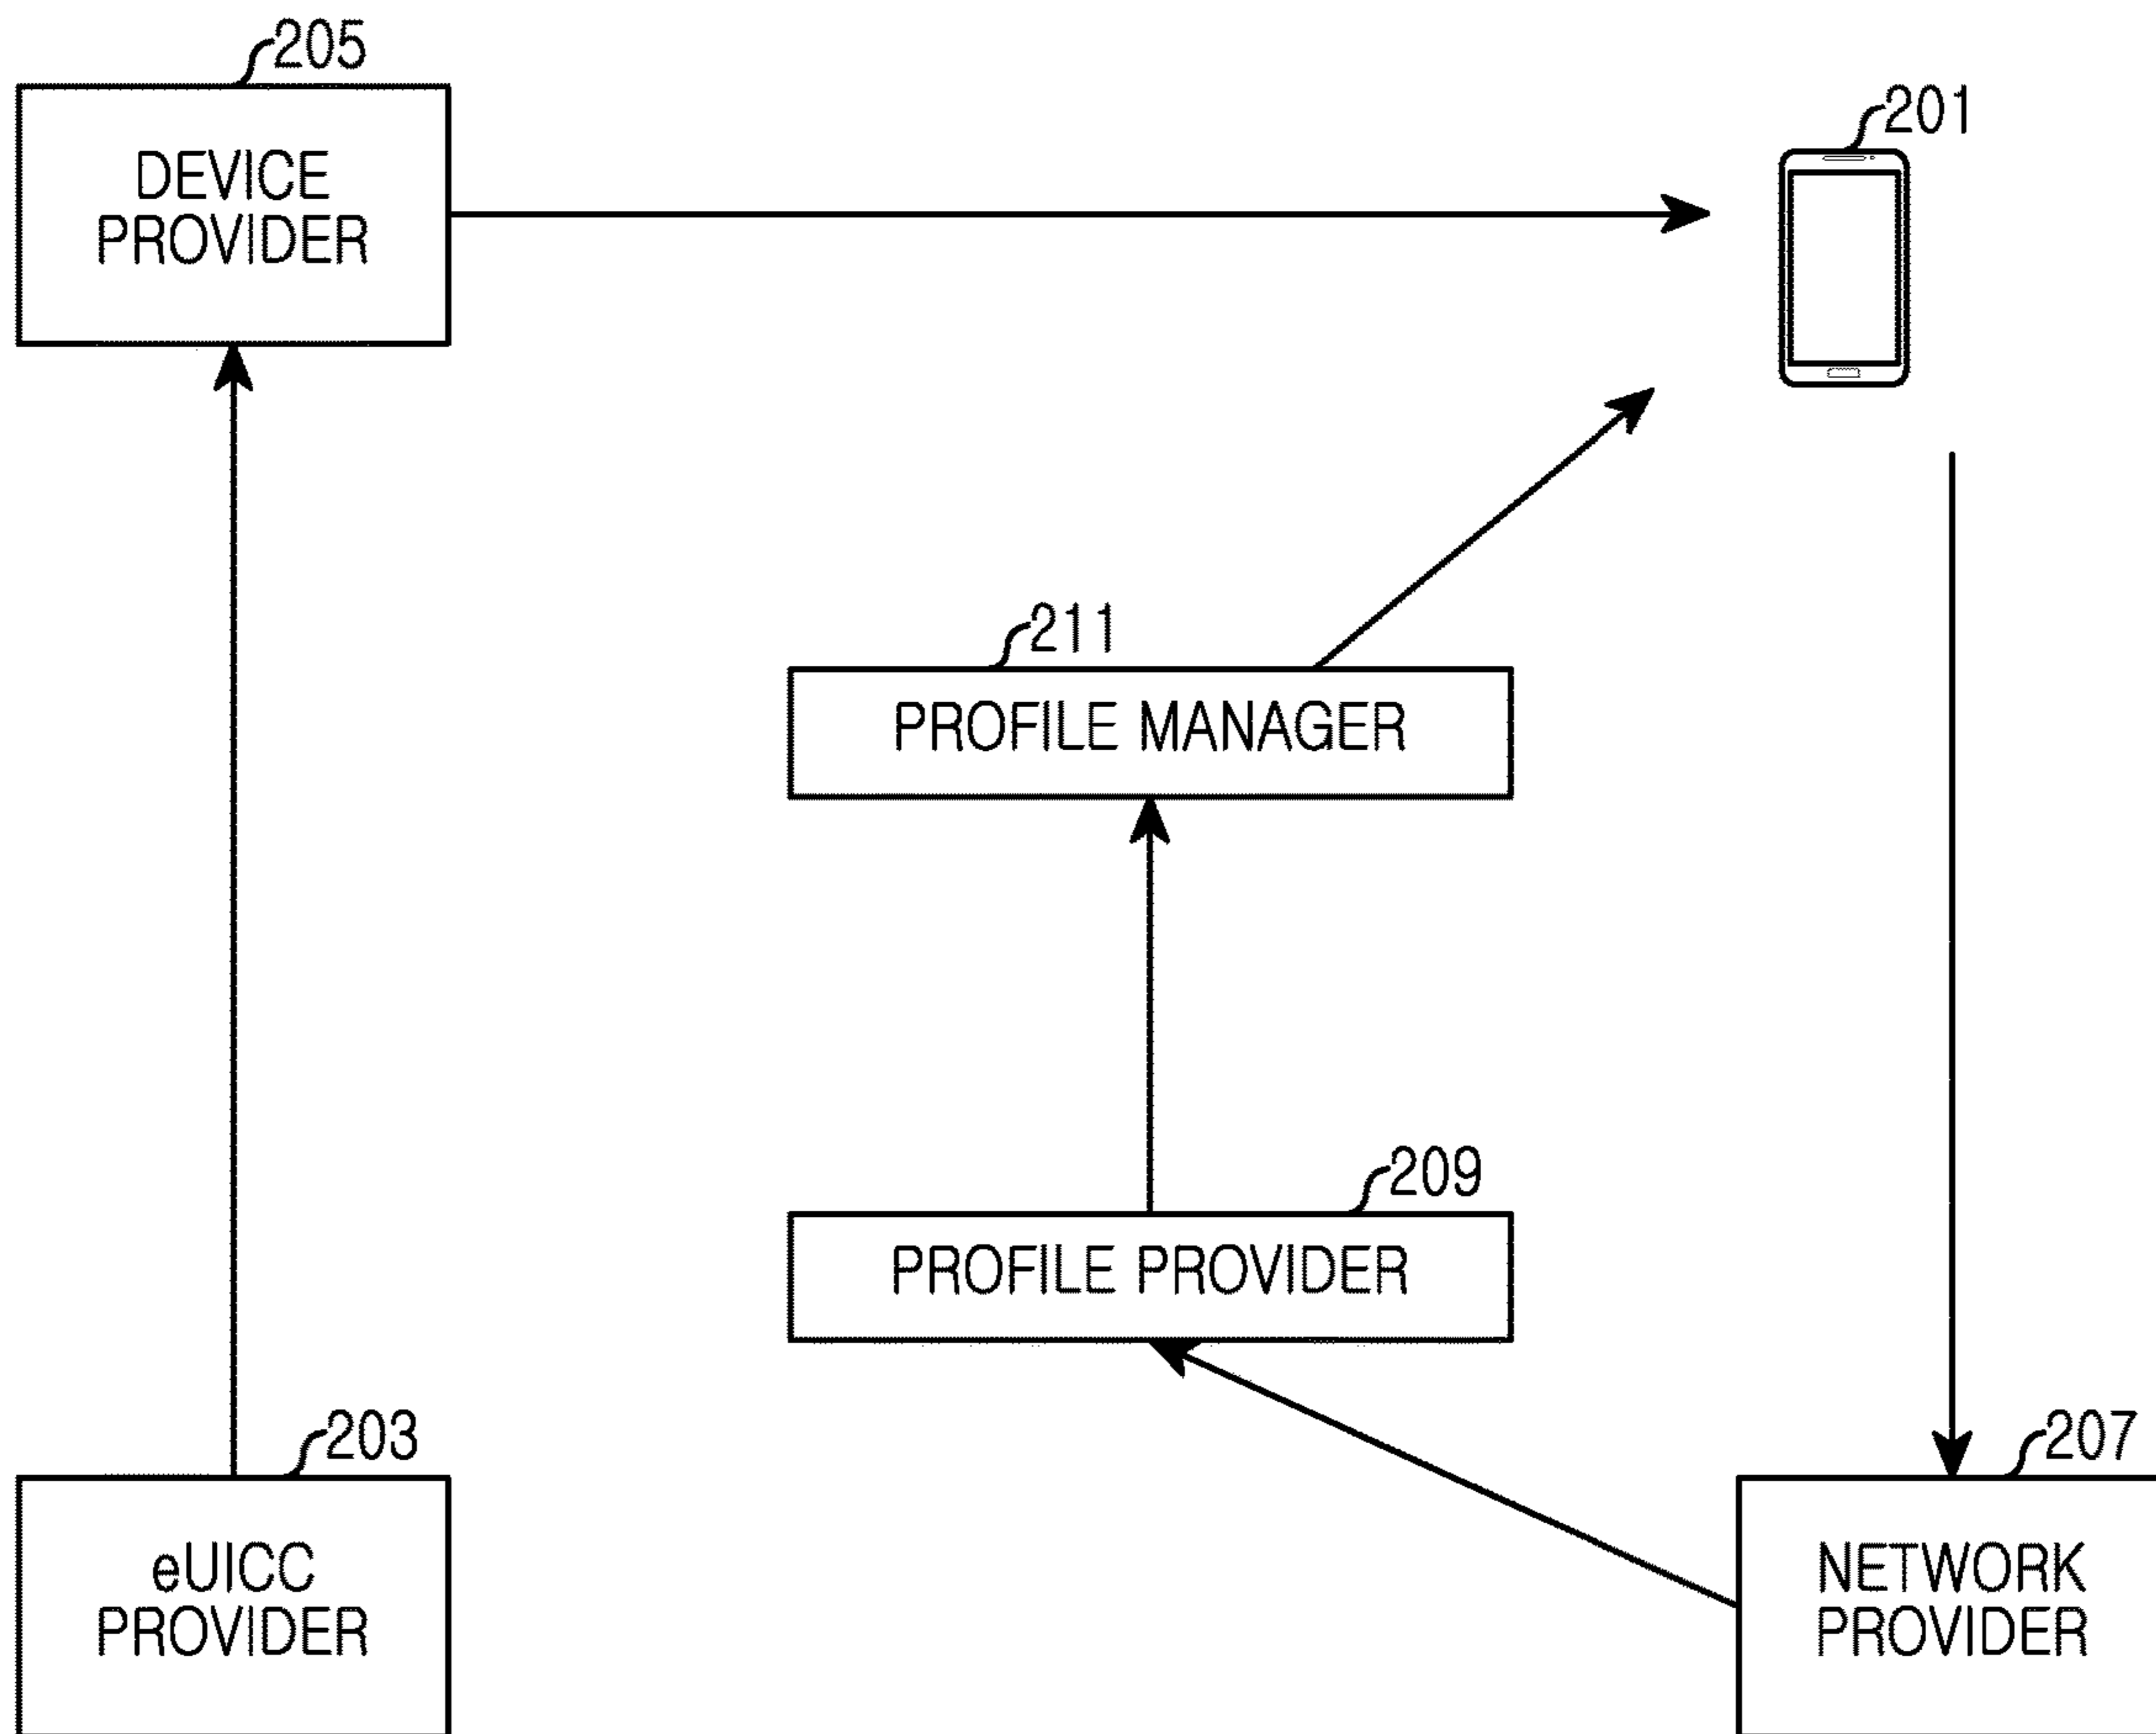 205
DEVICE
PROVIDER
201
211
PROFILE MANAGER
209
PROFILE PROVIDER
203
eUICC
PROVIDER
207
NETWORK
PROVIDER